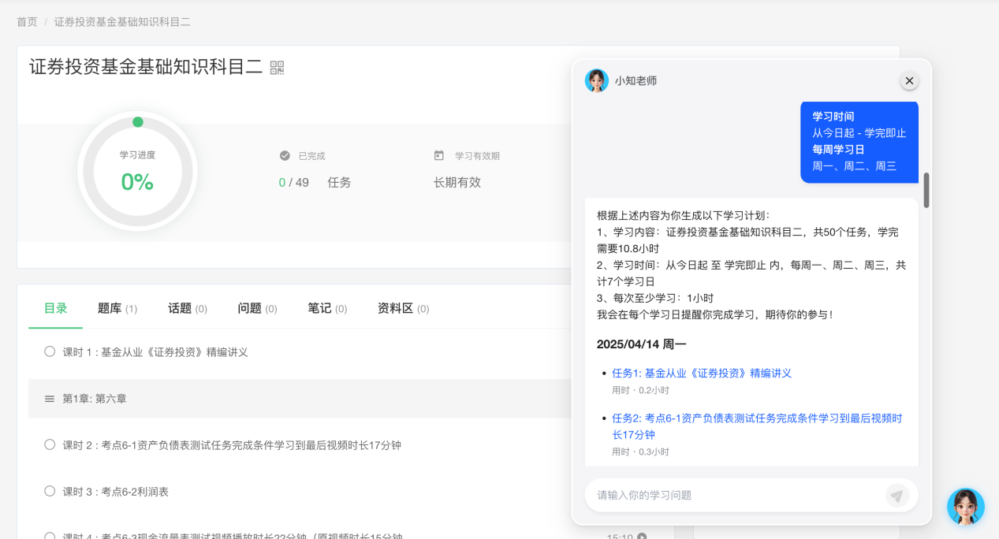 首页 / 证券投资基金基础知识科目二
证券投资基金基础知识科目二
学习进度
0%
已完成
0 / 49 任务
学习有效期
长期有效
目录 题库 (1) 话题 (0) 问题 (0) 笔记 (0) 资料区 (0)
课时 1 : 基金从业《证券投资》精编讲义
第1章: 第六章
课时 2 : 考点6-1资产负债表测试任务完成条件学习到最后视频时长17分钟
课时 3 : 考点6-2利润表
课时 4 : 考点6-3现金流量表测试视频播放时长22分钟（原视频时长15分钟
15:10
小知老师
学习时间
从今日起 - 学完即止
每周学习日
周一、周二、周三
根据上述内容为你生成以下学习计划：
1、学习内容：证券投资基金基础知识科目二，共50个任务，学完
需要10.8小时
2、学习时间：从今日起 至 学完即止 内，每周一、周二、周三，共
计7个学习日
3、每次至少学习：1小时
我会在每个学习日提醒你完成学习，期待你的参与！
2025/04/14 周一
任务1: 基金从业《证券投资》精编讲义
用时 · 0.2小时
任务2: 考点6-1资产负债表测试任务完成条件学习到最后视频时
长17分钟
用时 · 0.3小时
请输入你的学习问题